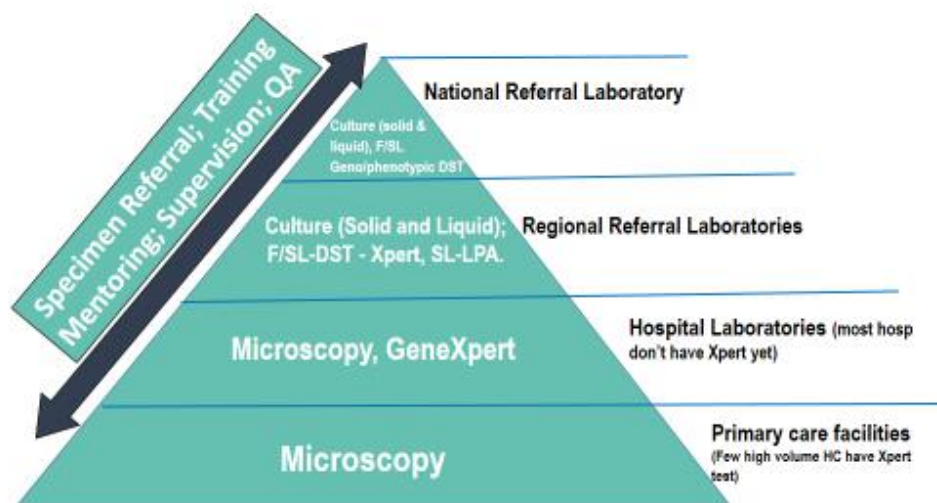 Specimen Referral; Training
Mentoring; Supervision; QA
National Referral Laboratory
Culture (solid &
liquid), F/SL
Geno/phenotypic DST
Culture (Solid and Liquid);
F/SL-DST - Xpert, SL-LPA.
Regional Referral Laboratories
Microscopy, GeneXpert
Hospital Laboratories (most hosp
don't have Xpert yet)
Microscopy
Primary care facilities
(Few high volume HC have Xpert
test)